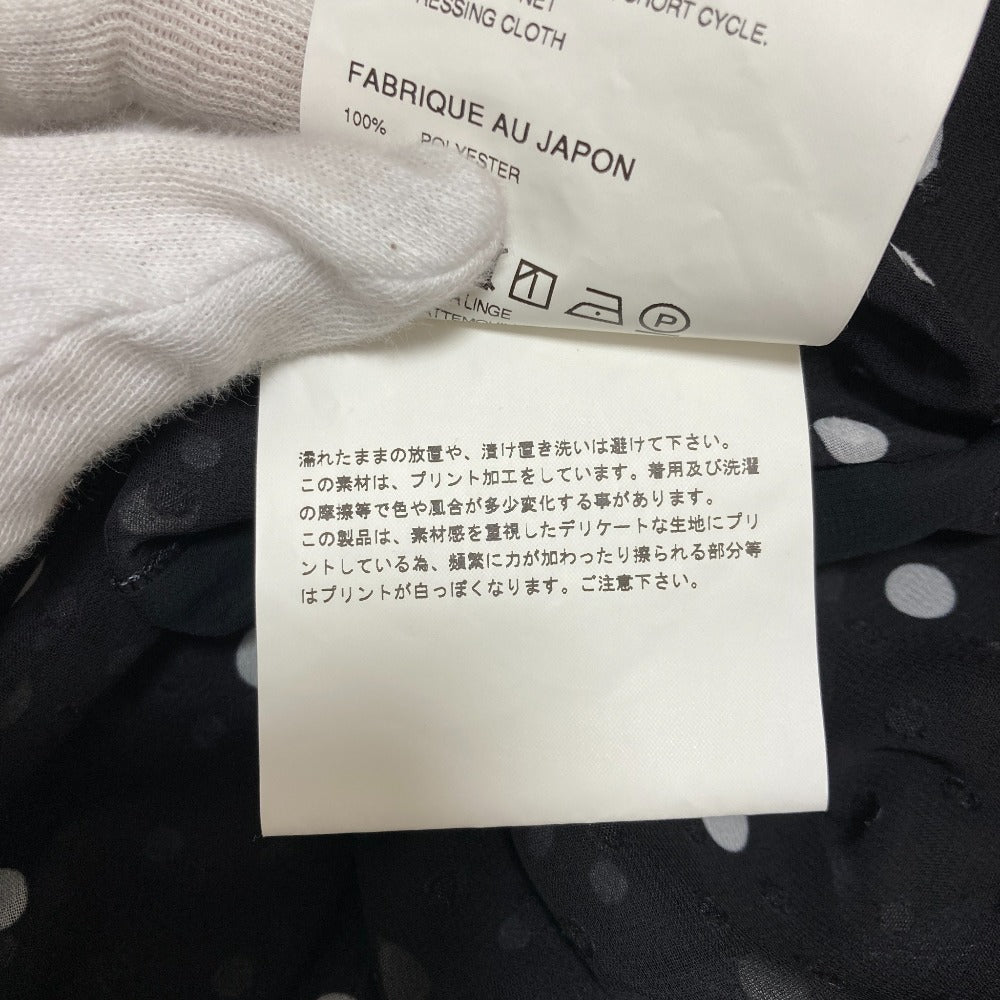 SHORT CYCLE.
NET
PRESSING CLOTH
FABRIQUE AU JAPON
100% POLYESTER
A LINGE
P
濡れたままの放置や、漬け置き洗いは避けて下さい。
この素材は、プリント加工をしています。着用及び洗濯
の摩擦等で色や風合が多少変化する事があります。
この製品は、素材感を重視したデリケートな生地にプリ
ントしている為、頻繁に力が加わったり擦られる部分等
はプリントが白っぽくなります。ご注意下さい。